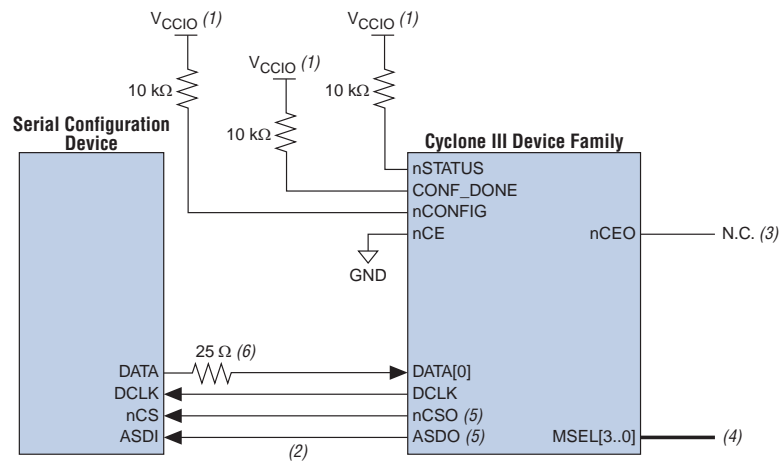 VCCIO (1)
VCCIO (1)
VCCIO (1)
10 kΩ
10 kΩ
10 kΩ
Serial Configuration
Device
Cyclone III Device Family
nSTATUS
CONF_DONE
nCONFIG
nCE
nCEO
N.C. (3)
GND
25 Ω (6)
DATA
DATA[0]
DCLK
DCLK
nCS
nCSO (5)
ASDI
(2)
ASDO (5)
MSEL[3..0]
(4)